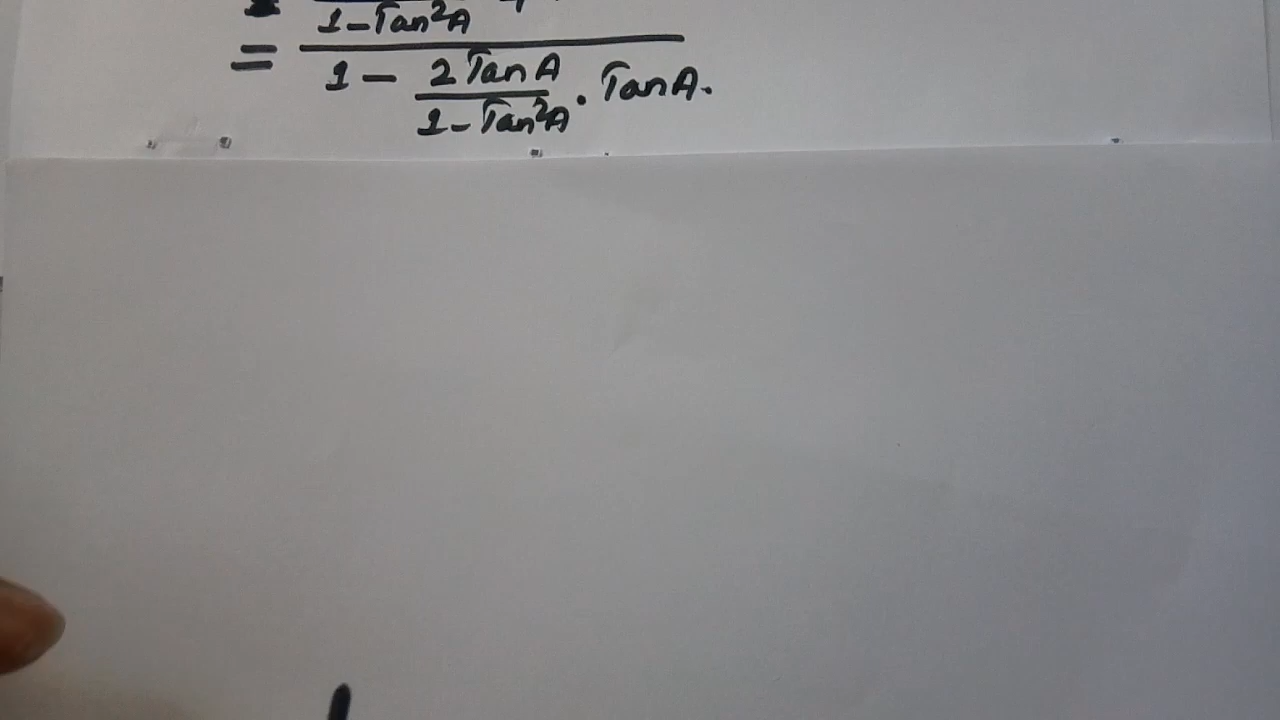 1-Tan²A
=
1 - 2TanA . TanA.
1-Tan²A